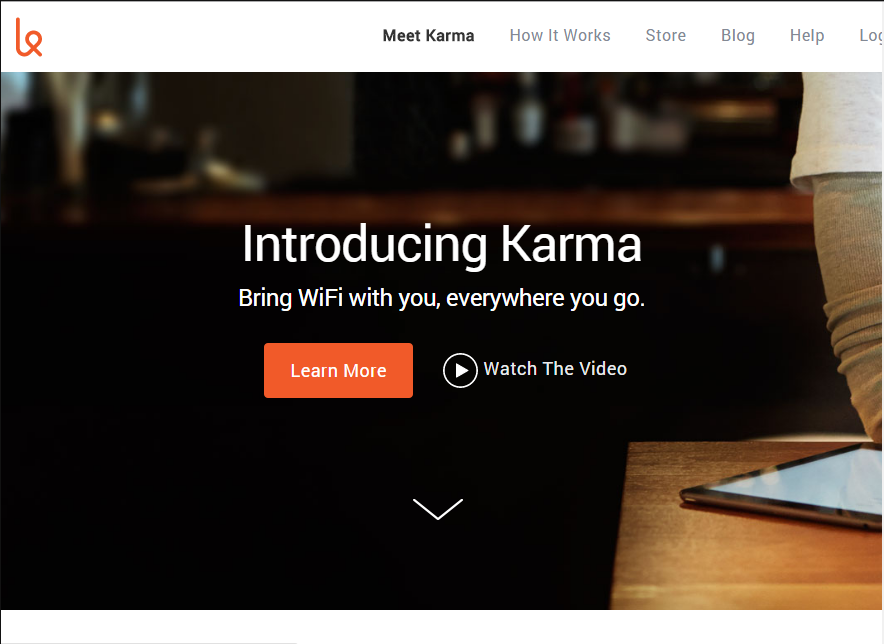 Meet Karma How It Works Store Blog Help Log
Introducing Karma
Bring WiFi with you, everywhere you go.
Learn More Watch The Video